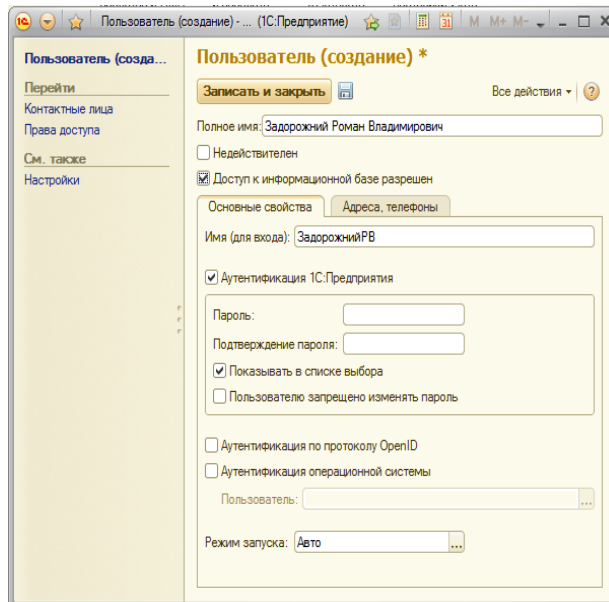 Пользователь (создание) - ... (1С:Предприятие) M M+ M-
Пользователь (созда...
Перейти
Контактные лица
Права доступа
См. также
Настройки
Пользователь (создание) *
Записать и закрыть
Все действия
Полное имя: Задорожний Роман Владимирович
Недействителен
Доступ к информационной базе разрешен
Основные свойства Адреса, телефоны
Имя (для входа): ЗадорожнийРВ
Аутентификация 1С:Предприятия
Пароль:
Подтверждение пароля:
Показывать в списке выбора
Пользователю запрещено изменять пароль
Аутентификация по протоколу OpenID
Аутентификация операционной системы
Пользователь: ...
Режим запуска: Авто ...